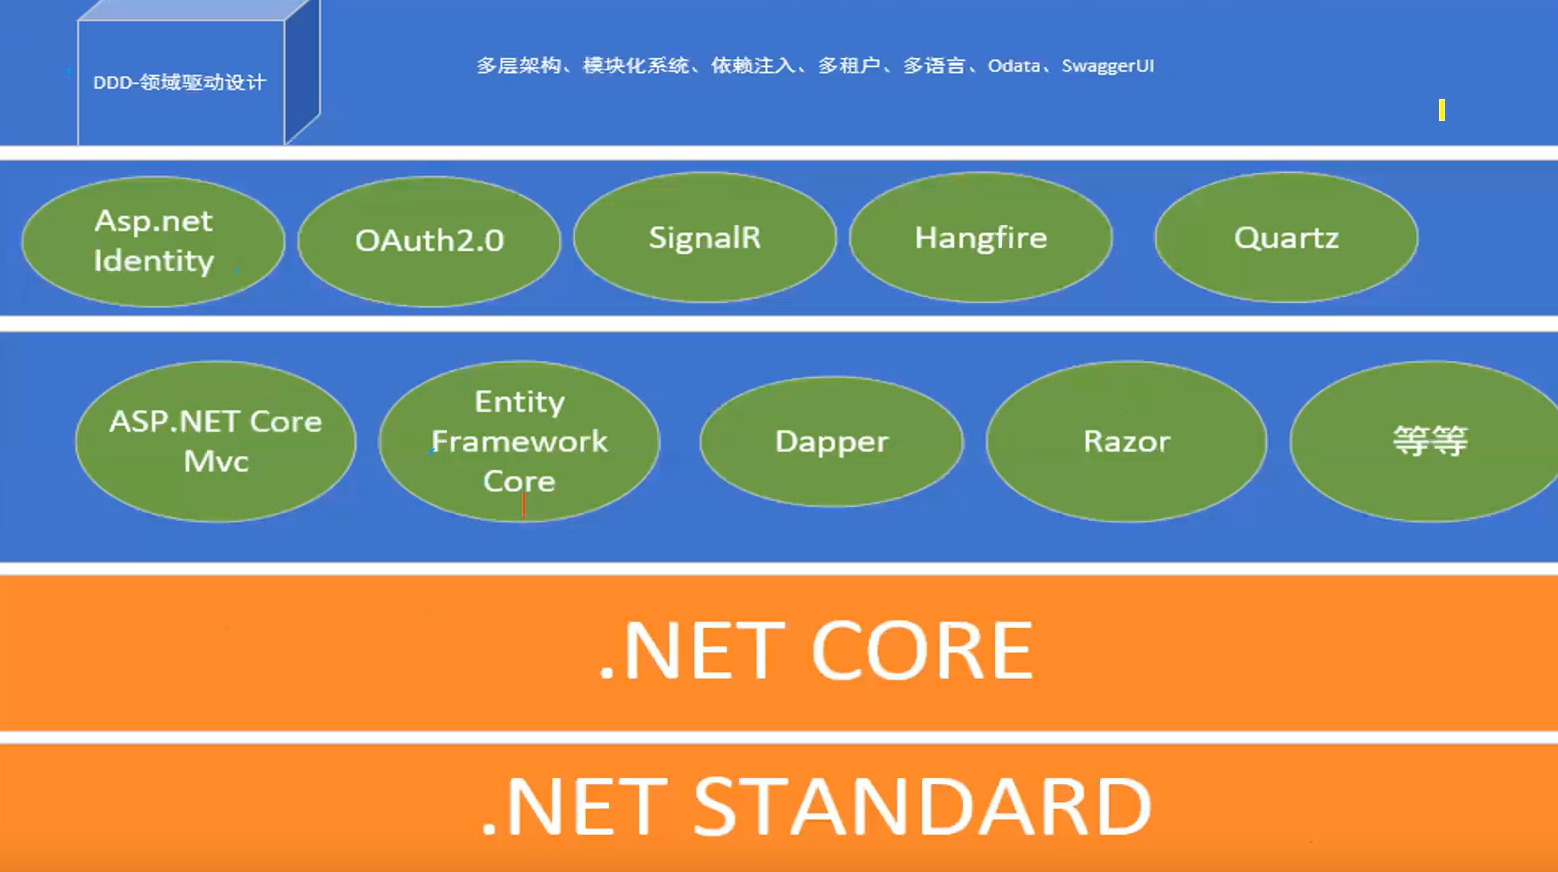 DDD-领域驱动设计
多层架构、模块化系统、依赖注入、多租户、多语言、Odata、SwaggerUI
Asp.net
Identity
OAuth2.0
SignalR
Hangfire
Quartz
ASP.NET Core
Mvc
Entity
Framework
Core
Dapper
Razor
等等
.NET CORE
.NET STANDARD